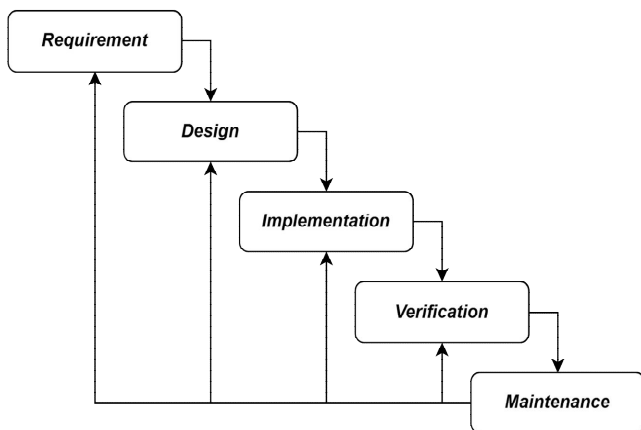 Requirement
Design
Implementation
Verification
Maintenance